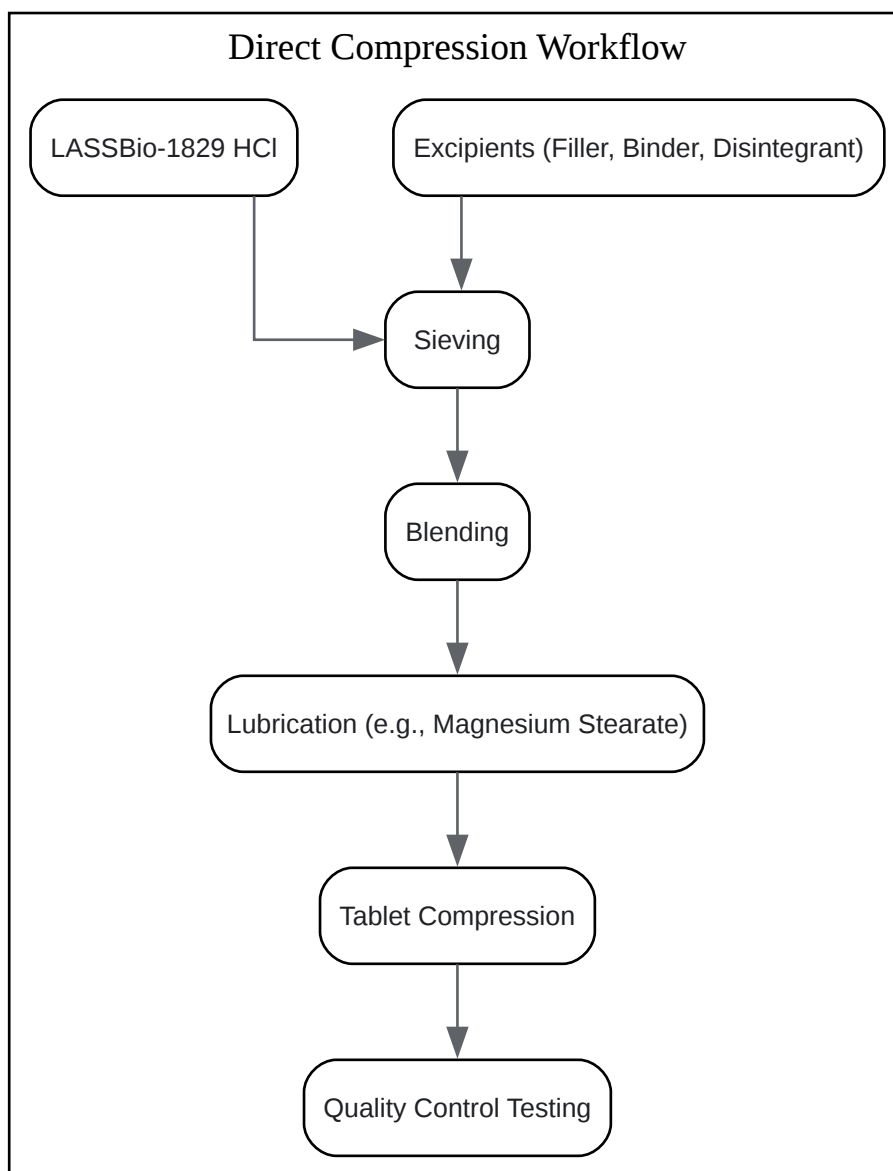 Direct Compression Workflow
LASSBio-1829 HCl
Excipients (Filler, Binder, Disintegrant)
Sieving
Blending
Lubrication (e.g., Magnesium Stearate)
Tablet Compression
Quality Control Testing